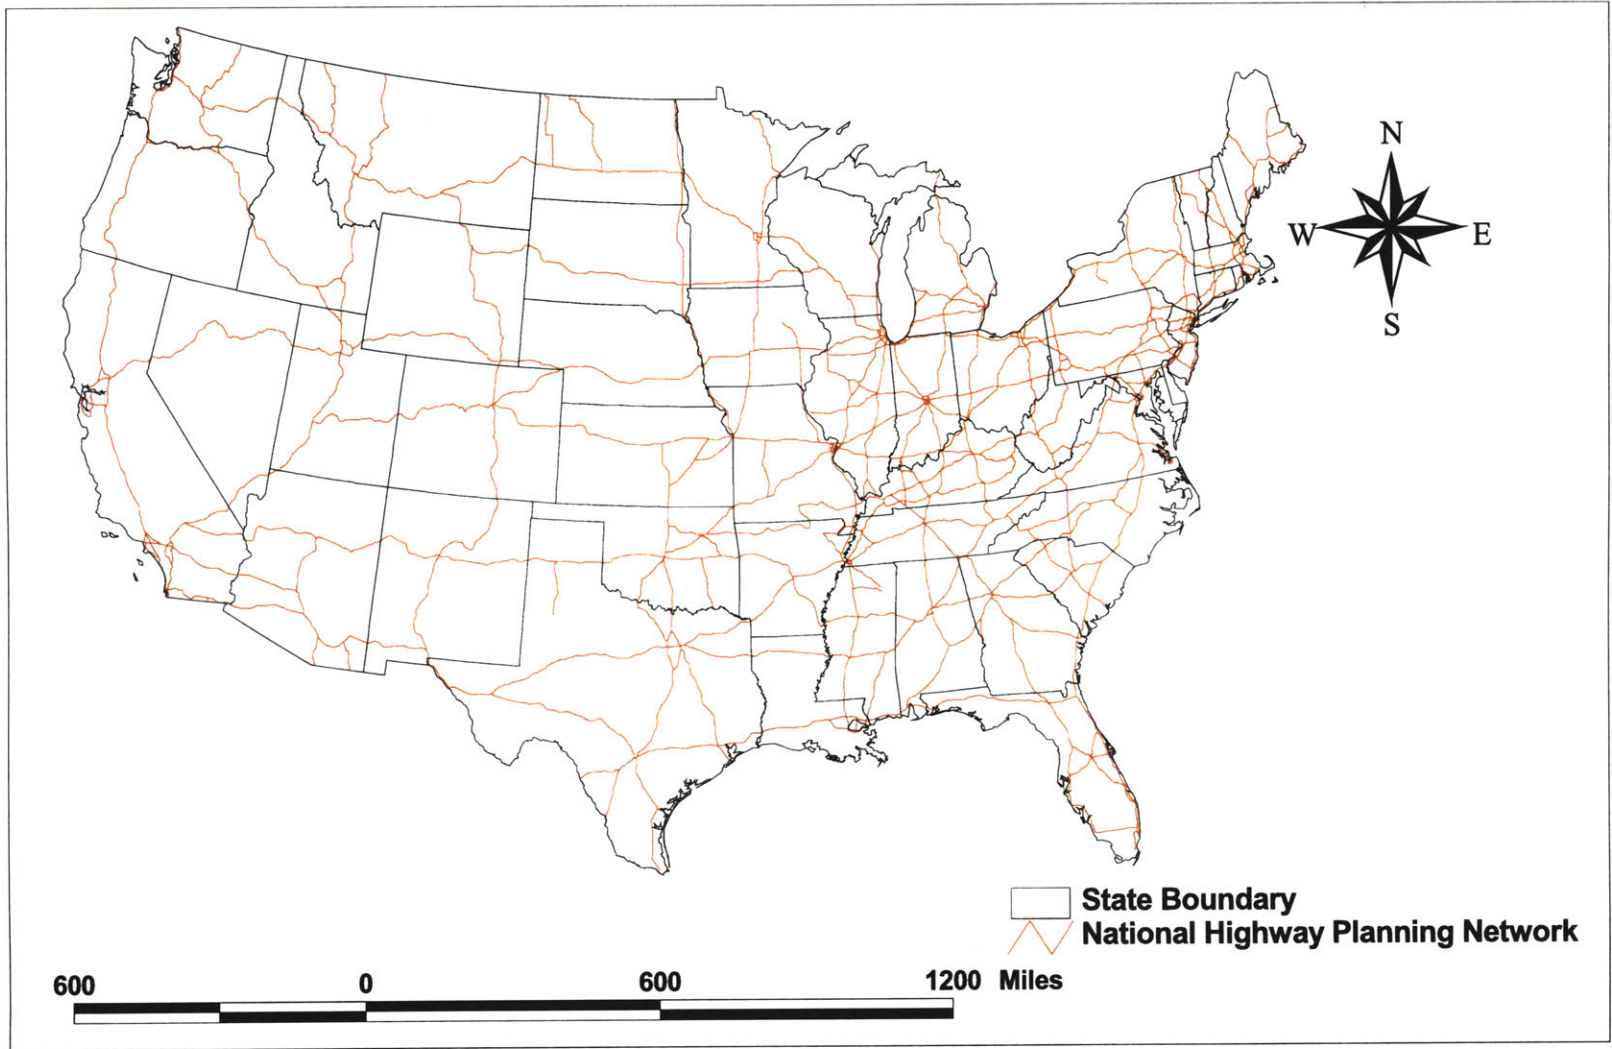 N
W E
S
State Boundary
National Highway Planning Network
600 0 600 1200 Miles